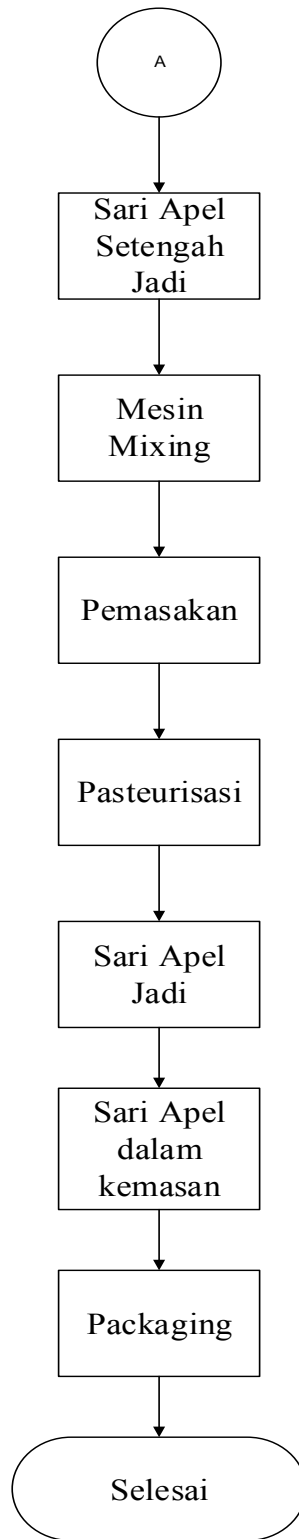 A
Sari Apel
Setengah
Jadi
Mesin
Mixing
Pemasakan
Pasteurisasi
Sari Apel
Jadi
Sari Apel
dalam
kemasan
Packaging
Selesai